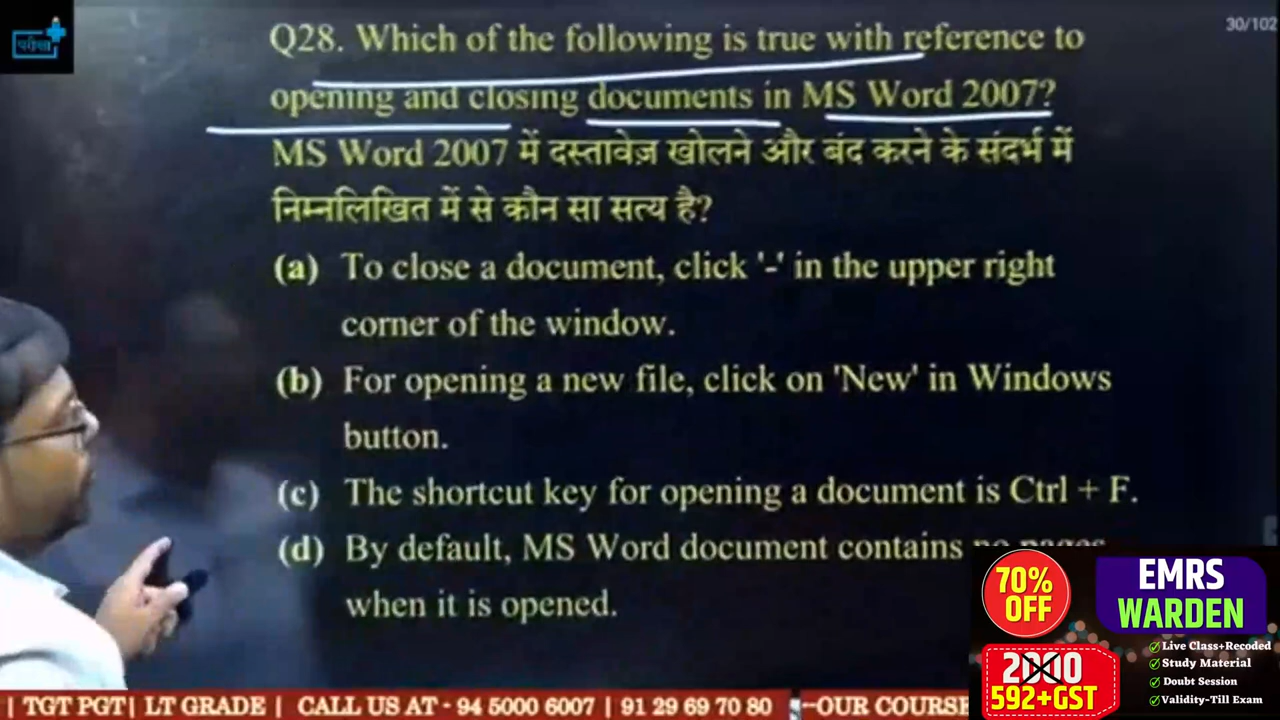 परीक्षा
30/102
Q28. Which of the following is true with reference to
opening and closing documents in MS Word 2007?
MS Word 2007 में दस्तावेज़ खोलने और बंद करने के संदर्भ में
निम्नलिखित में से कौन सा सत्य है?
(a) To close a document, click '-' in the upper right
corner of the window.
(b) For opening a new file, click on 'New' in Windows
button.
(c) The shortcut key for opening a document is Ctrl + F.
(d) By default, MS Word document contains no pages
when it is opened.
70%
OFF
EMRS
WARDEN
2000
592+GST
Live Class+Recoded
Study Material
Doubt Session
Validity-Till Exam
| TGT PGT| LT GRADE | CALL US AT - 94 5000 6007 | 91 29 69 70 80
-OUR COURSE